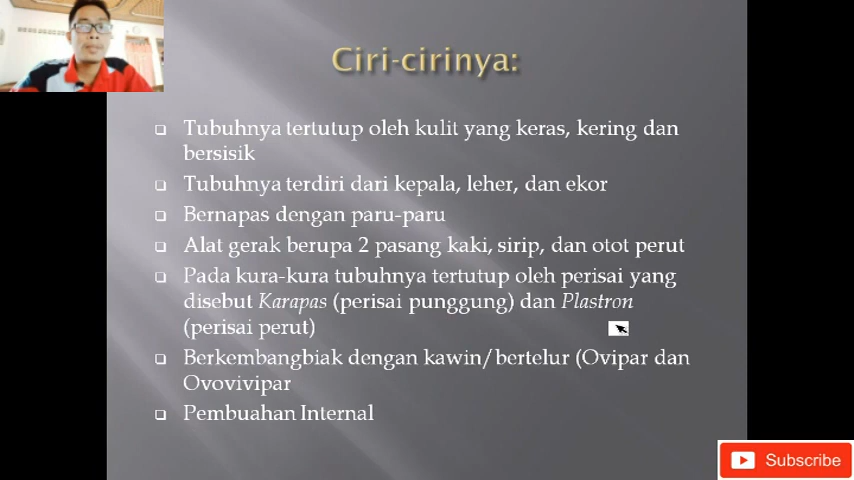 Ciri-cirinya:
Tubuhnya tertutup oleh kulit yang keras, kering dan
bersisik
Tubuhnya terdiri dari kepala, leher, dan ekor
Bernapas dengan paru-paru
Alat gerak berupa 2 pasang kaki, sirip, dan otot perut
Pada kura-kura tubuhnya tertutup oleh perisai yang
disebut Karapas (perisai punggung) dan Plastron
(perisai perut)
Berkembangbiak dengan kawin/bertelur (Ovipar dan
Ovovivipar
Pembuahan Internal
Subscribe